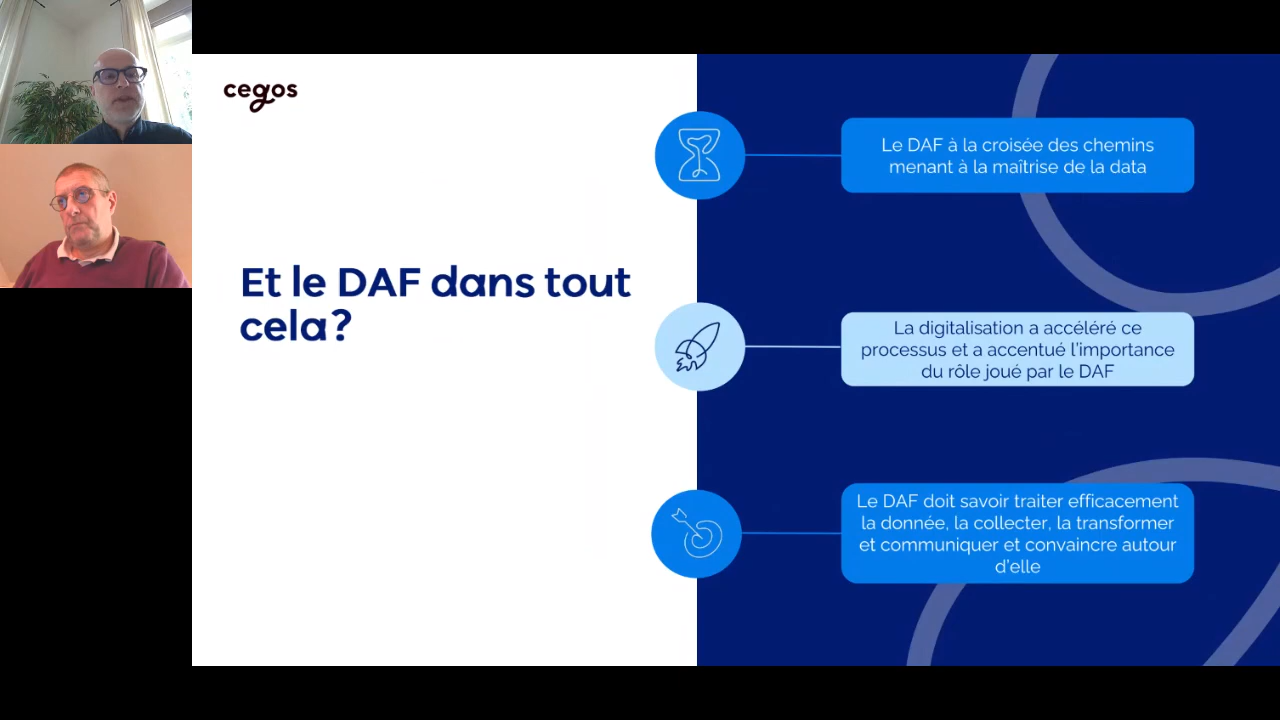 cegos
Et le DAF dans tout
cela?
Le DAF à la croisée des chemins
menant à la maîtrise de la data
La digitalisation a accéléré ce
processus et a accentué l'importance
du rôle joué par le DAF
Le DAF doit savoir traiter efficacement
la donnée, la collecter, la transformer
et communiquer et convaincre autour
d'elle